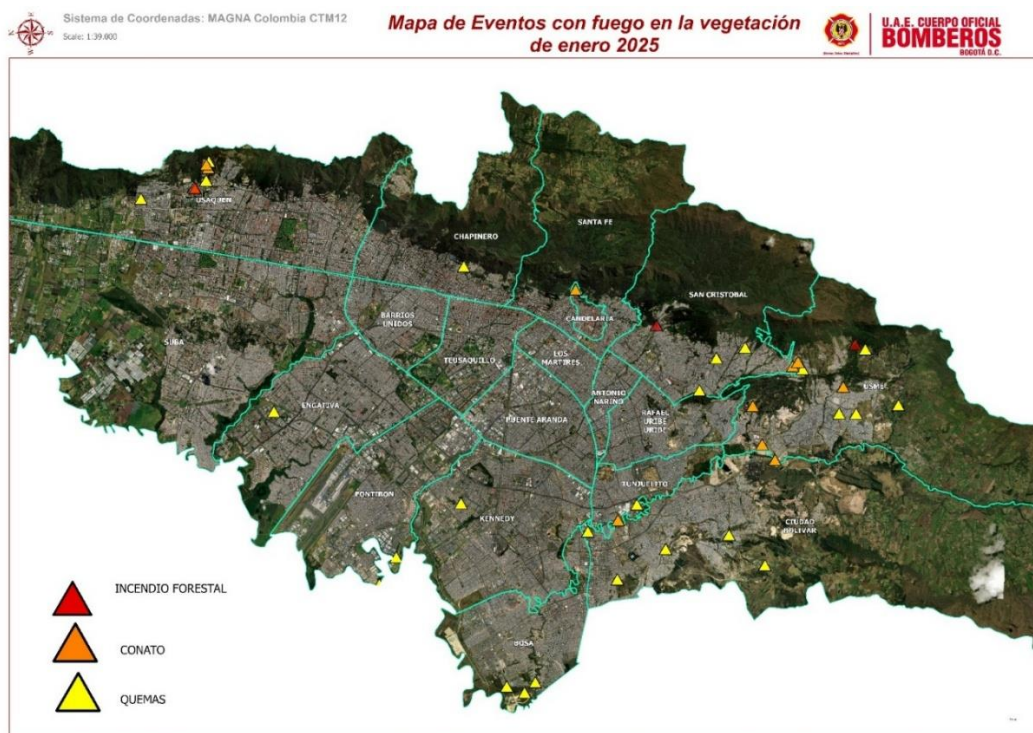 Sistema de Coordenadas: MAGNA Colombia CTM12
Scale: 1:39.000
Mapa de Eventos con fuego en la vegetación
de enero 2025
U.A.E. CUERPO OFICIAL
BOMBEROS
BOGOTÁ D.C.
USAQUEN
SANTA FE
CHAPINERO
SAN CRISTOBAL
BARRIOS
UNIDOS
CANDELARIA
SUBA
TEUSAQUILLO
LOS
MARTIRES
USME
ENGATIVA
ANTONIO
NARIÑO
PUENTE ARANDA
RAFAEL
URIBE
URIBE
FONTIBON
TUNJUELITO
KENNEDY
CIUDAD
BOLIVAR
BOSA
INCENDIO FORESTAL
CONATO
QUEMAS